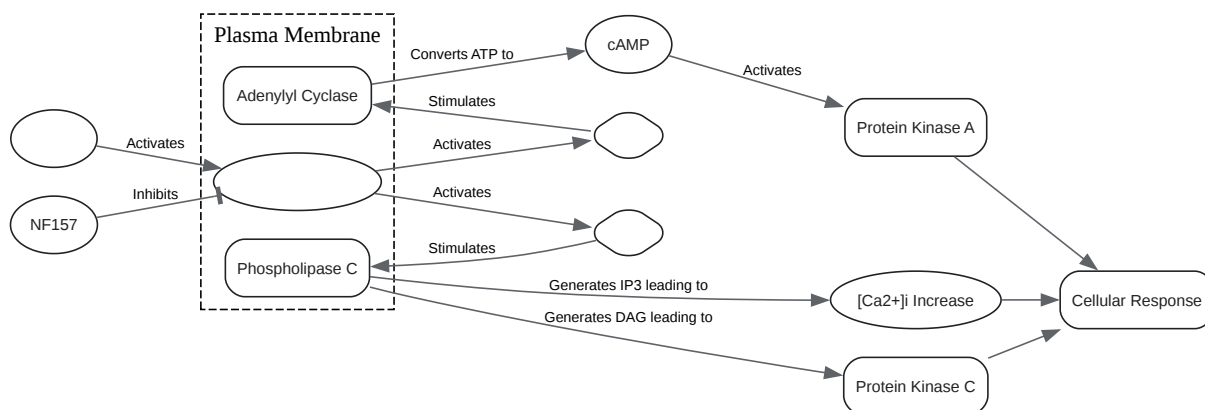 Plasma Membrane
Converts ATP to
cAMP
Activates
Adenylyl Cyclase
Stimulates
Protein Kinase A
Activates
Activates
Inhibits
Activates
NF157
Stimulates
Phospholipase C
Generates IP3 leading to
[Ca2+]i Increase
Cellular Response
Generates DAG leading to
Protein Kinase C